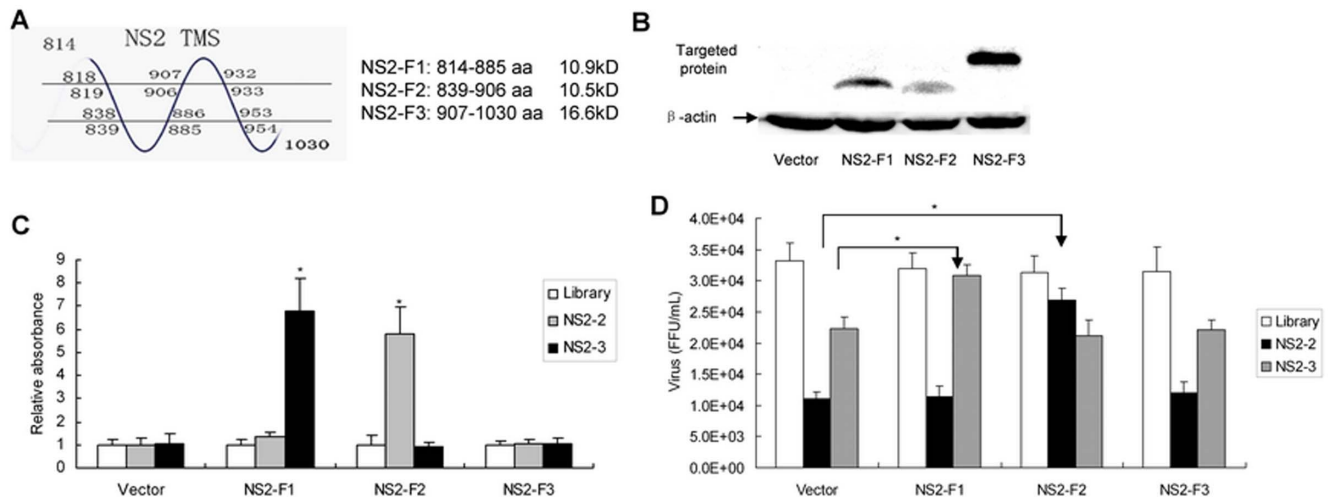 A
NS2 TMS
814
818
819
838
839
907
906
886
885
932
933
953
954
1030
NS2-F1: 814-885 aa 10.9kD
NS2-F2: 839-906 aa 10.5kD
NS2-F3: 907-1030 aa 16.6kD
B
Targeted
protein
β-actin
Vector NS2-F1 NS2-F2 NS2-F3
C
Relative absorbance
9
8
7
6
5
4
3
2
1
0
*
*
Vector NS2-F1 NS2-F2 NS2-F3
Library
NS2-2
NS2-3
D
Virus (FFU/mL)
4.0E+04
3.5E+04
3.0E+04
2.5E+04
2.0E+04
1.5E+04
1.0E+04
5.0E+03
0.0E+00
*
*
Vector NS2-F1 NS2-F2 NS2-F3
Library
NS2-2
NS2-3